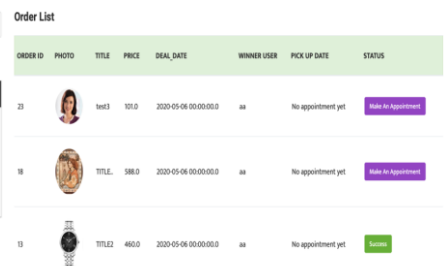 Order List
ORDER ID PHOTO TITLE PRICE DEAL_DATE WINNER USER PICK UP DATE STATUS
23 test3 101.0 2020-05-06 00:00:00.0 aa No appointment yet Make An Appointment
18 TITLE.. 588.0 2020-05-06 00:00:00.0 aa No appointment yet Make An Appointment
13 TITLE2 460.0 2020-05-06 00:00:00.0 aa No appointment yet Success